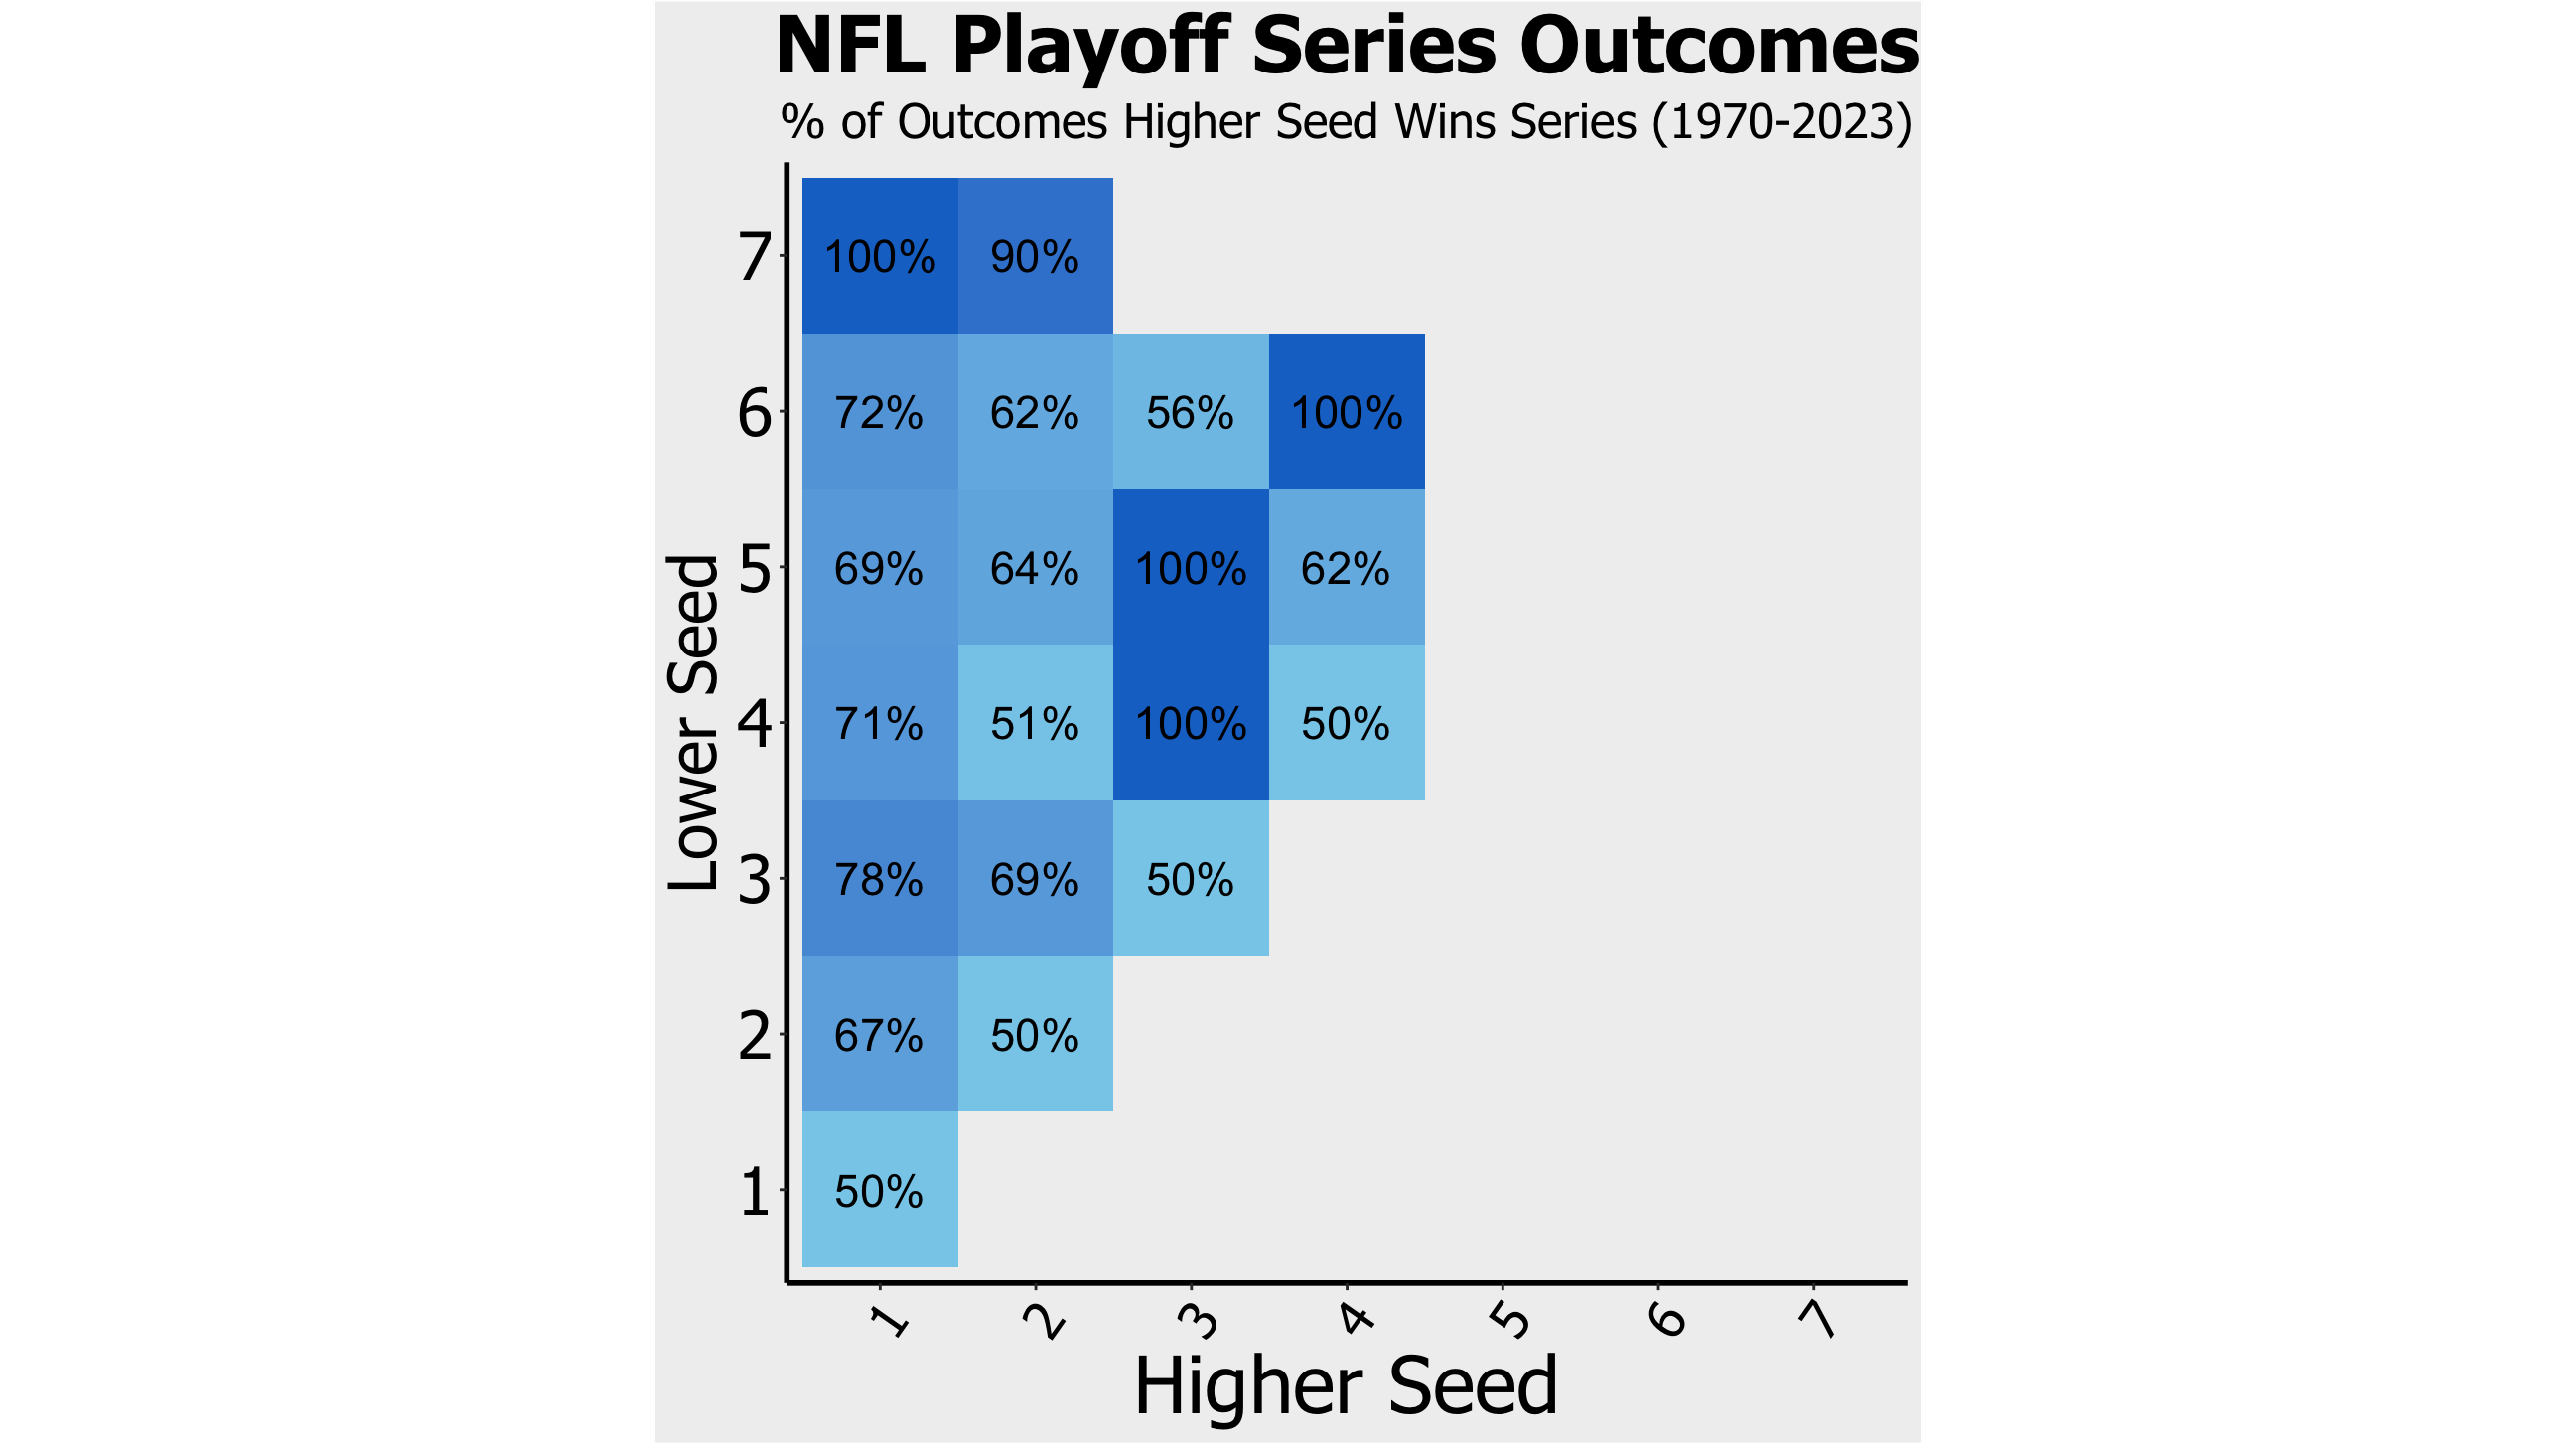 NFL Playoff Series Outcomes
% of Outcomes Higher Seed Wins Series (1970-2023)
Lower Seed
7 100% 90%
6 72% 62% 56% 100%
5 69% 64% 100% 62%
4 71% 51% 100% 50%
3 78% 69% 50%
2 67% 50%
1 50%
1 2 3 4 5 6 7
Higher Seed